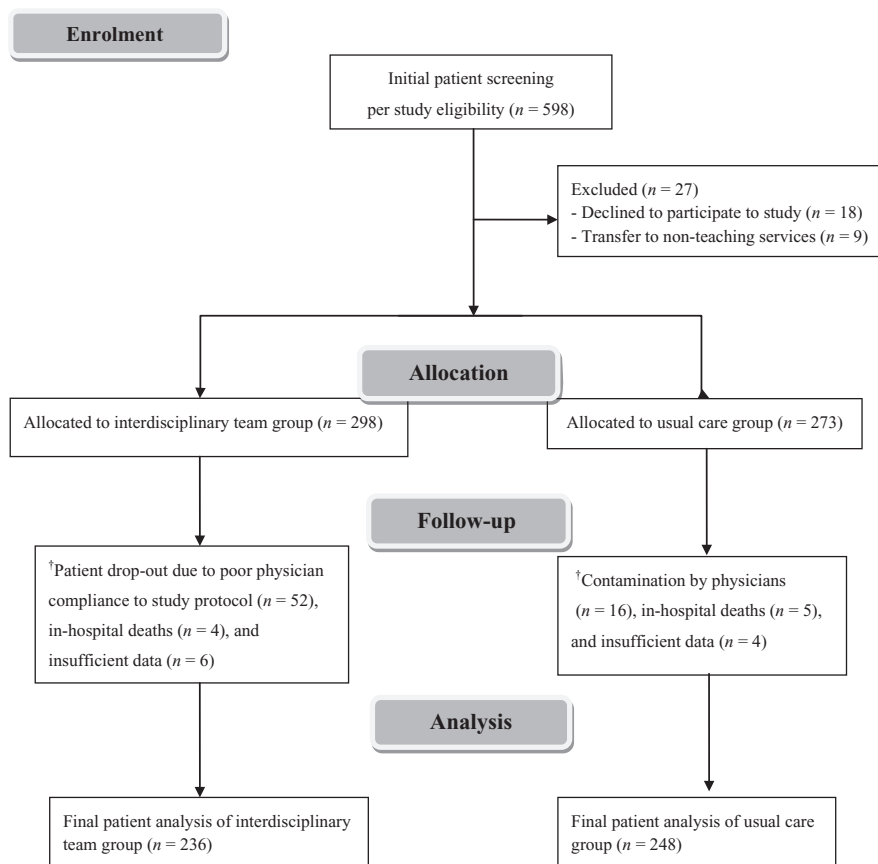 Enrolment
Initial patient screening
per study eligibility (n = 598)
Excluded (n = 27)
- Declined to participate to study (n = 18)
- Transfer to non-teaching services (n = 9)
Allocation
Allocated to interdisciplinary team group (n = 298)
Allocated to usual care group (n = 273)
Follow-up
†Patient drop-out due to poor physician
compliance to study protocol (n = 52),
in-hospital deaths (n = 4), and
insufficient data (n = 6)
†Contamination by physicians
(n = 16), in-hospital deaths (n = 5),
and insufficient data (n = 4)
Analysis
Final patient analysis of interdisciplinary
team group (n = 236)
Final patient analysis of usual care
group (n = 248)